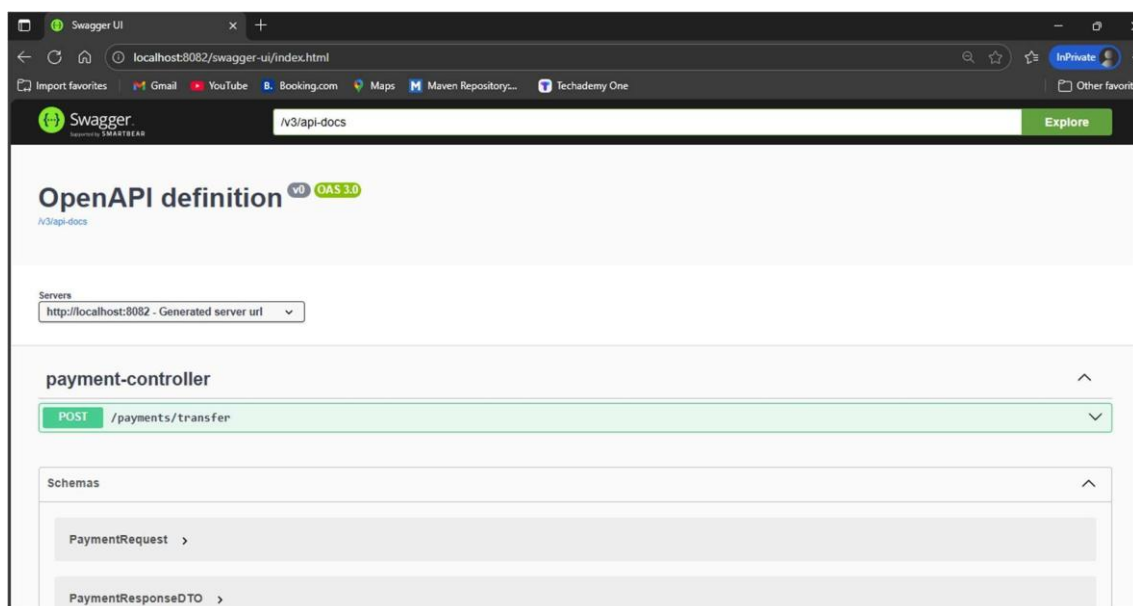 Swagger UI
localhost:8082/swagger-ui/index.html
InPrivate
Import favorites Gmail YouTube B. Booking.com Maps M Maven Repository:... T Techademy One Other favorit
Swagger.
Supported by SMARTBEAR
/v3/api-docs
Explore
OpenAPI definition v0 OAS 3.0
/v3/api-docs
Servers
http://localhost:8082 - Generated server url
payment-controller
POST /payments/transfer
Schemas
PaymentRequest
PaymentResponseDTO